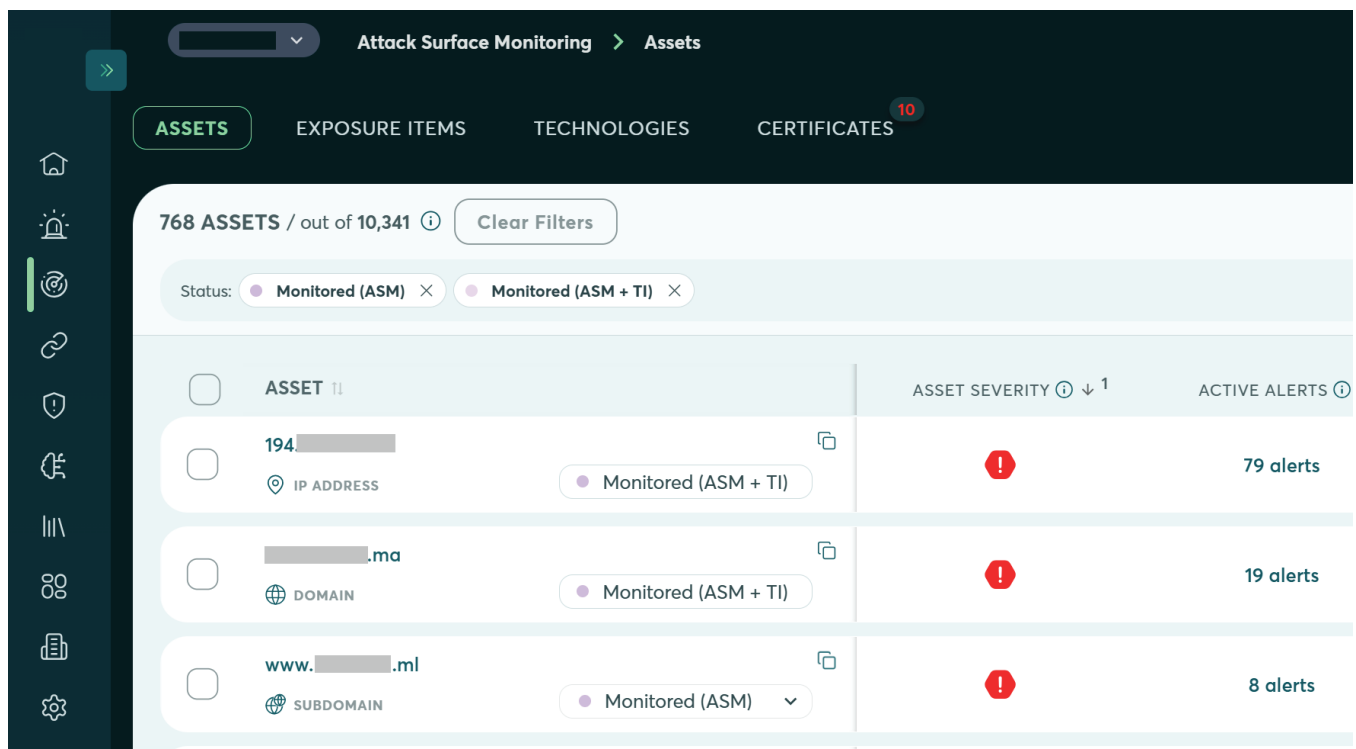 Attack Surface Monitoring > Assets
ASSETS EXPOSURE ITEMS TECHNOLOGIES CERTIFICATES 10
768 ASSETS / out of 10,341 Clear Filters
Status: Monitored (ASM) Monitored (ASM + TI)
ASSET ASSET SEVERITY 1 ACTIVE ALERTS
194.
IP ADDRESS Monitored (ASM + TI) 79 alerts
.ma
DOMAIN Monitored (ASM + TI) 19 alerts
www. .ml
SUBDOMAIN Monitored (ASM) 8 alerts